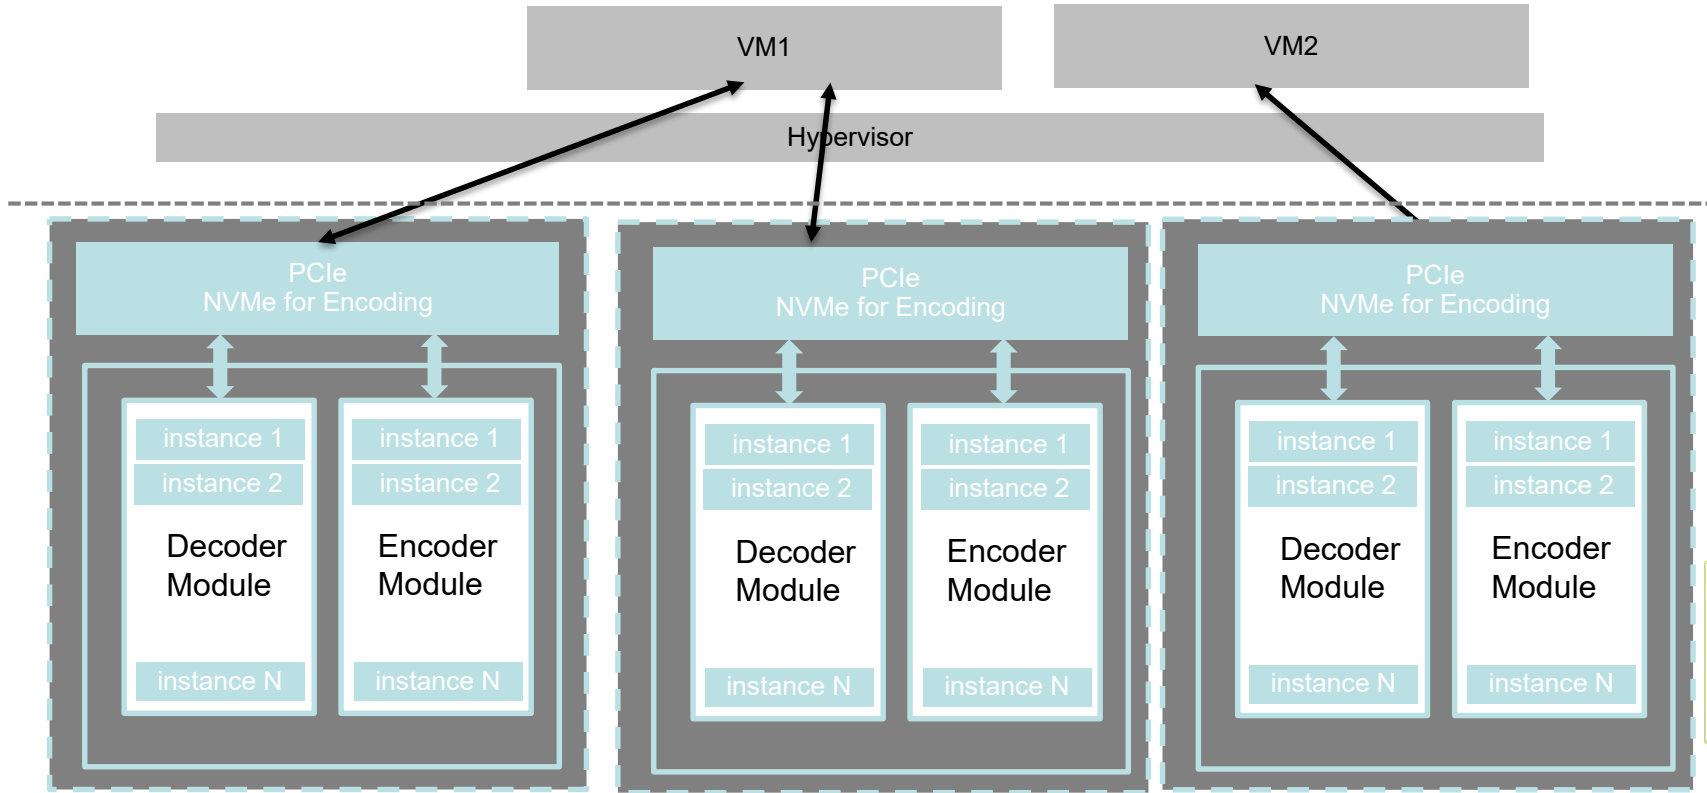 VM1
VM2
Hypervisor
PCIe
NVMe for Encoding
instance 1
instance 2
Decoder
Module
instance N
instance 1
instance 2
Encoder
Module
instance N
PCIe
NVMe for Encoding
instance 1
instance 2
Decoder
Module
instance N
instance 1
instance 2
Encoder
Module
instance N
PCIe
NVMe for Encoding
instance 1
instance 2
Decoder
Module
instance N
instance 1
instance 2
Encoder
Module
instance N